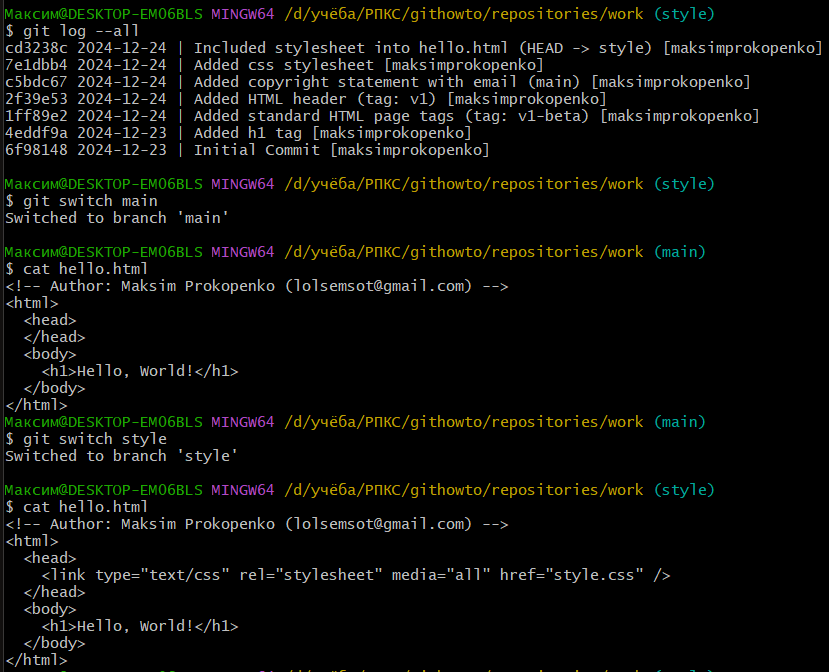 Максим@DESKTOP-EMO6BLS MINGW64 /d/учёба/РПКС/githowto/repositories/work (style)
$ git log --all
cd3238c 2024-12-24 | Included stylesheet into hello.html (HEAD -> style) [maksimprokopenko]
7e1dbb4 2024-12-24 | Added css stylesheet [maksimprokopenko]
c5bdc67 2024-12-24 | Added copyright statement with email (main) [maksimprokopenko]
2f39e53 2024-12-24 | Added HTML header (tag: v1) [maksimprokopenko]
1ff89e2 2024-12-24 | Added standard HTML page tags (tag: v1-beta) [maksimprokopenko]
4eddf9a 2024-12-23 | Added h1 tag [maksimprokopenko]
6f98148 2024-12-23 | Initial Commit [maksimprokopenko]
Максим@DESKTOP-EMO6BLS MINGW64 /d/учёба/РПКС/githowto/repositories/work (style)
$ git switch main
Switched to branch 'main'
Максим@DESKTOP-EMO6BLS MINGW64 /d/учёба/РПКС/githowto/repositories/work (main)
$ cat hello.html
<!-- Author: Maksim Prokopenko (lolsemsot@gmail.com) -->
<html>
  <head>
  </head>
  <body>
    <h1>Hello, World!</h1>
  </body>
</html>
Максим@DESKTOP-EMO6BLS MINGW64 /d/учёба/РПКС/githowto/repositories/work (main)
$ git switch style
Switched to branch 'style'
Максим@DESKTOP-EMO6BLS MINGW64 /d/учёба/РПКС/githowto/repositories/work (style)
$ cat hello.html
<!-- Author: Maksim Prokopenko (lolsemsot@gmail.com) -->
<html>
  <head>
    <link type="text/css" rel="stylesheet" media="all" href="style.css" />
  </head>
  <body>
    <h1>Hello, World!</h1>
  </body>
</html>